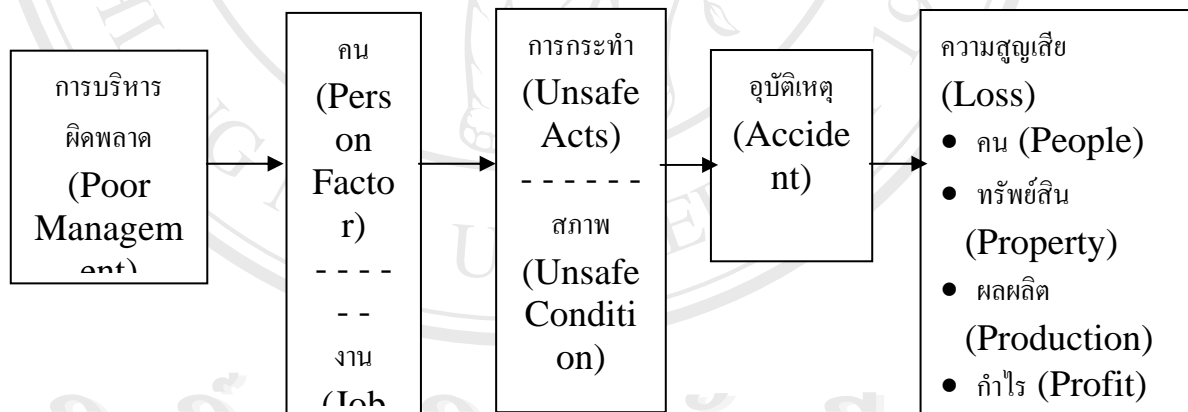 การบริหาร
ผิดพลาด
(Poor
Managem
ent)
คน
(Pers
on
Facto
r)
- - - -
- -
งาน
(Job
การกระทำ
(Unsafe
Acts)
- - - - - -
สภาพ
(Unsafe
Conditi
on)
อุบัติเหตุ
(Accide
nt)
ความสูญเสีย
(Loss)
● คน (People)
● ทรัพย์สิน
(Property)
● ผลผลิต
(Production)
● กำไร (Profit)